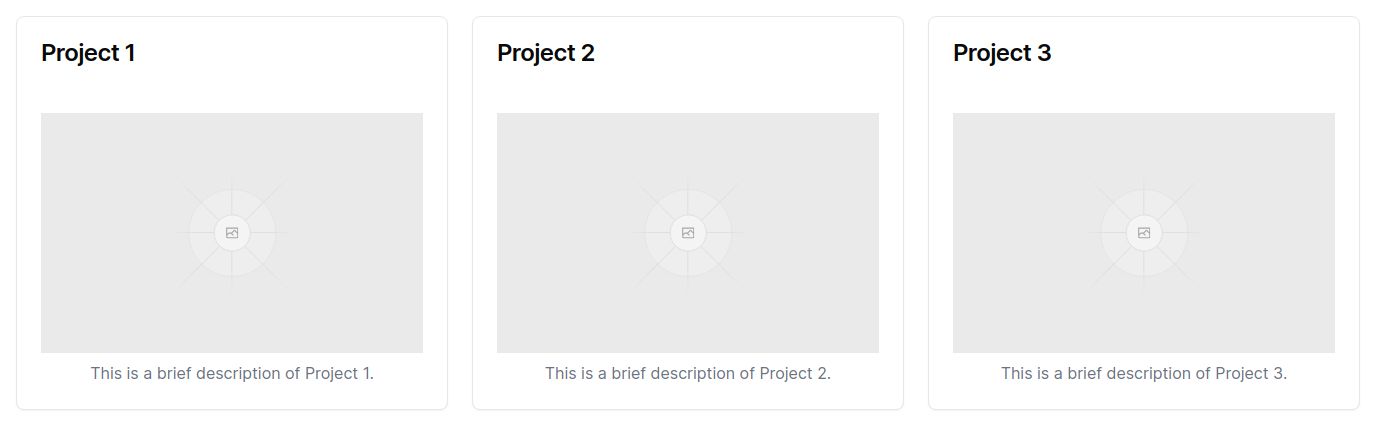 Project 1
This is a brief description of Project 1.
Project 2
This is a brief description of Project 2.
Project 3
This is a brief description of Project 3.